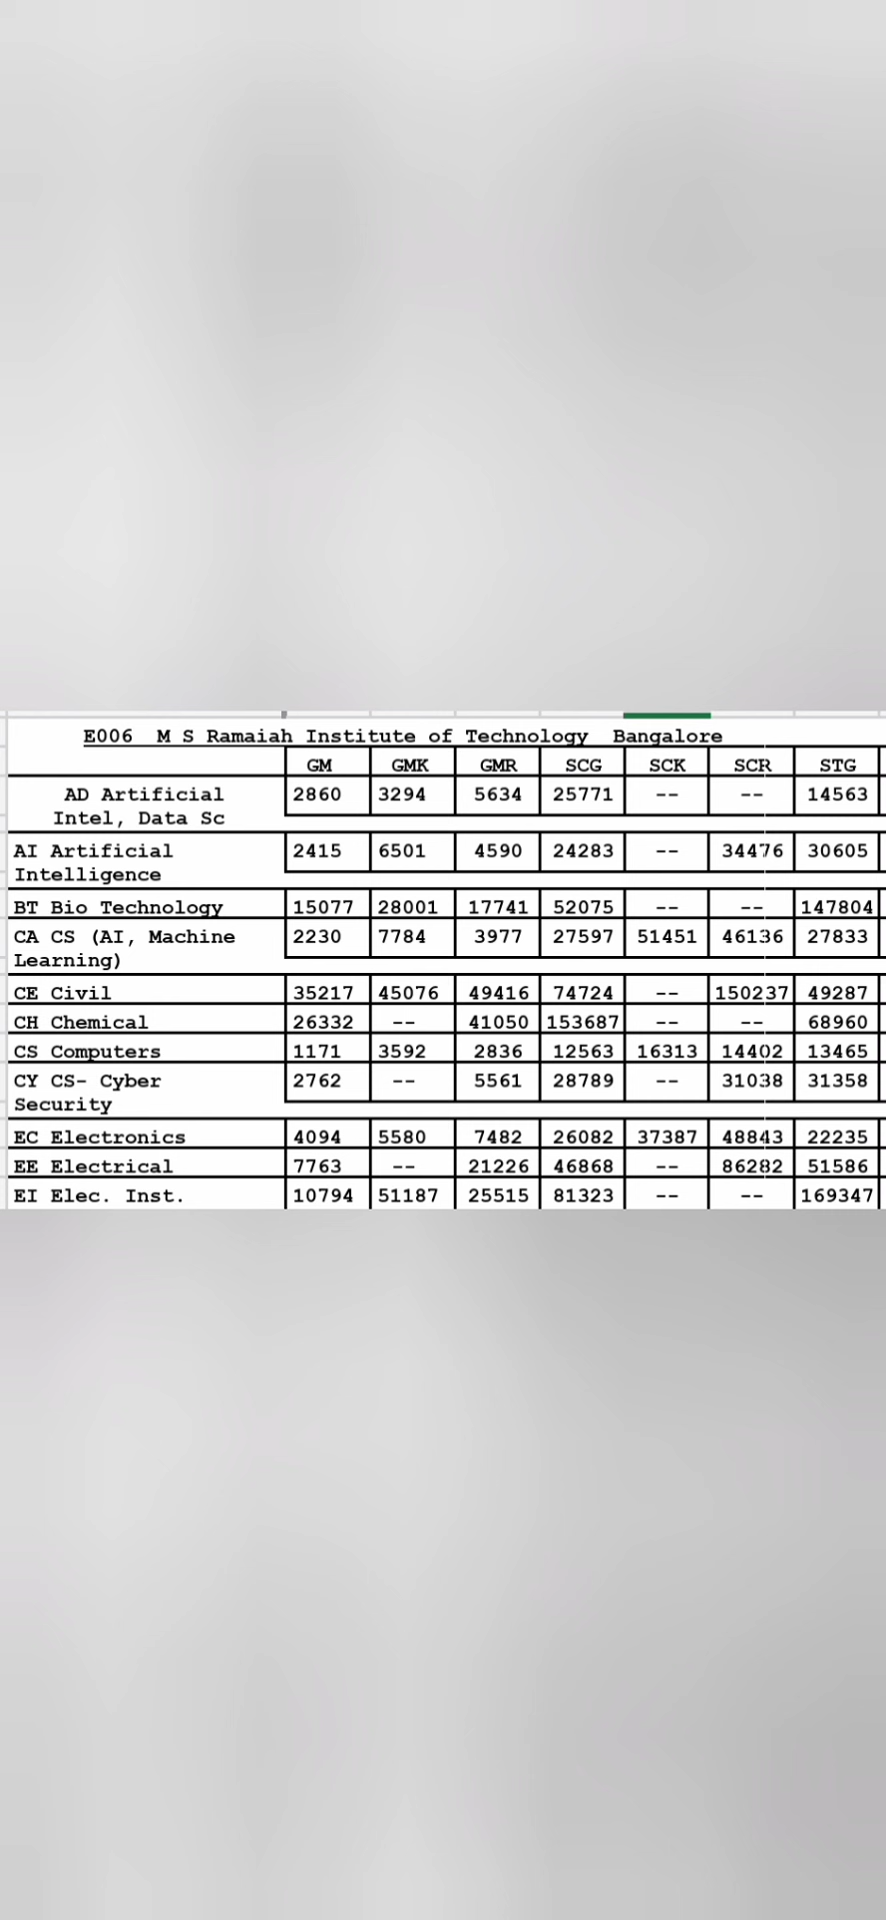 E006 M S Ramaiah Institute of Technology Bangalore
GM GMK GMR SCG SCK SCR STG
AD Artificial 2860 3294 5634 25771 -- -- 14563
Intel, Data Sc
AI Artificial 2415 6501 4590 24283 -- 34476 30605
Intelligence
BT Bio Technology 15077 28001 17741 52075 -- -- 147804
CA CS (AI, Machine 2230 7784 3977 27597 51451 46136 27833
Learning)
CE Civil 35217 45076 49416 74724 -- 150237 49287
CH Chemical 26332 -- 41050 153687 -- -- 68960
CS Computers 1171 3592 2836 12563 16313 14402 13465
CY CS- Cyber 2762 -- 5561 28789 -- 31038 31358
Security
EC Electronics 4094 5580 7482 26082 37387 48843 22235
EE Electrical 7763 -- 21226 46868 -- 86282 51586
EI Elec. Inst. 10794 51187 25515 81323 -- -- 169347